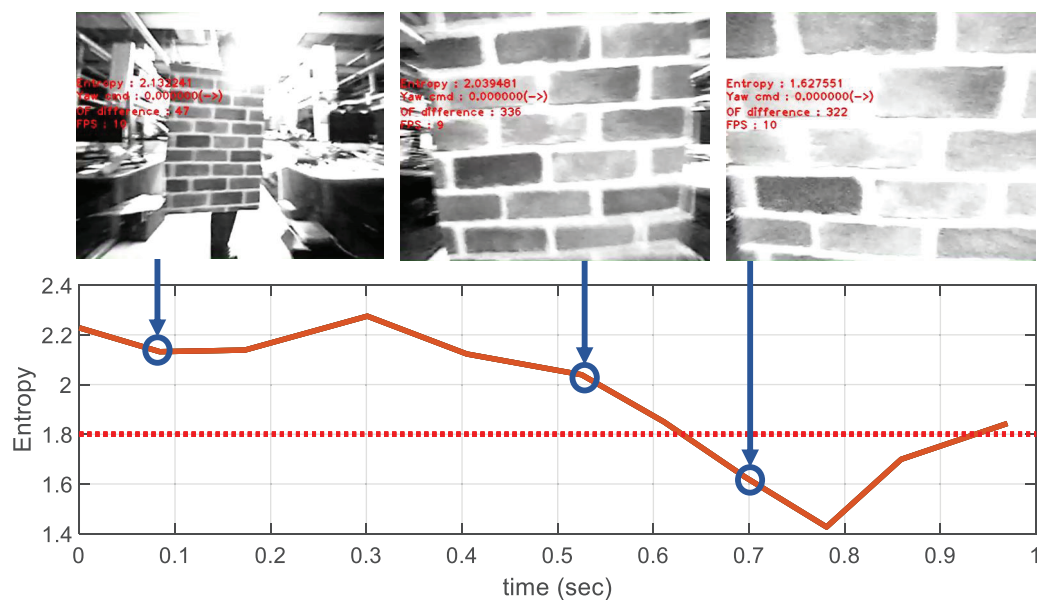 Entropy : 2.132241
Yaw cmd : 0.000000(->)
OF difference : 47
FPS : 10
Entropy : 2.039481
Yaw cmd : 0.000000(->)
OF difference : 336
FPS : 9
Entropy : 1.627551
Yaw cmd : 0.000000(->)
OF difference : 322
FPS : 10
2.4
2.2
2
1.8
1.6
1.4
Entropy
0 0.1 0.2 0.3 0.4 0.5 0.6 0.7 0.8 0.9 1
time (sec)